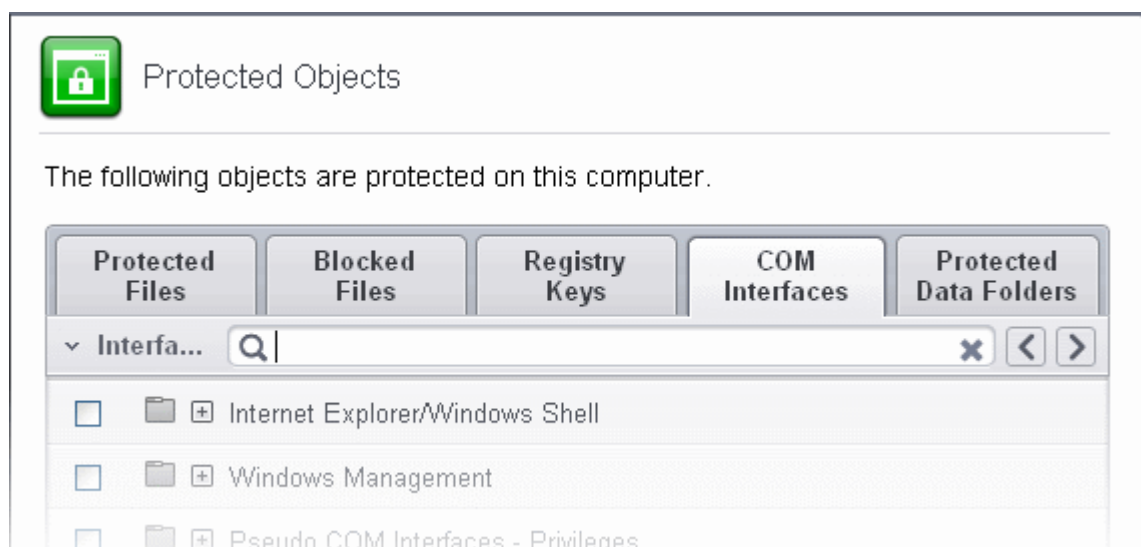 Protected Objects
The following objects are protected on this computer.
Protected Files
Blocked Files
Registry Keys
COM Interfaces
Protected Data Folders
Interfa...
Internet Explorer/Windows Shell
Windows Management
Pseudo COM Interfaces - Privileges